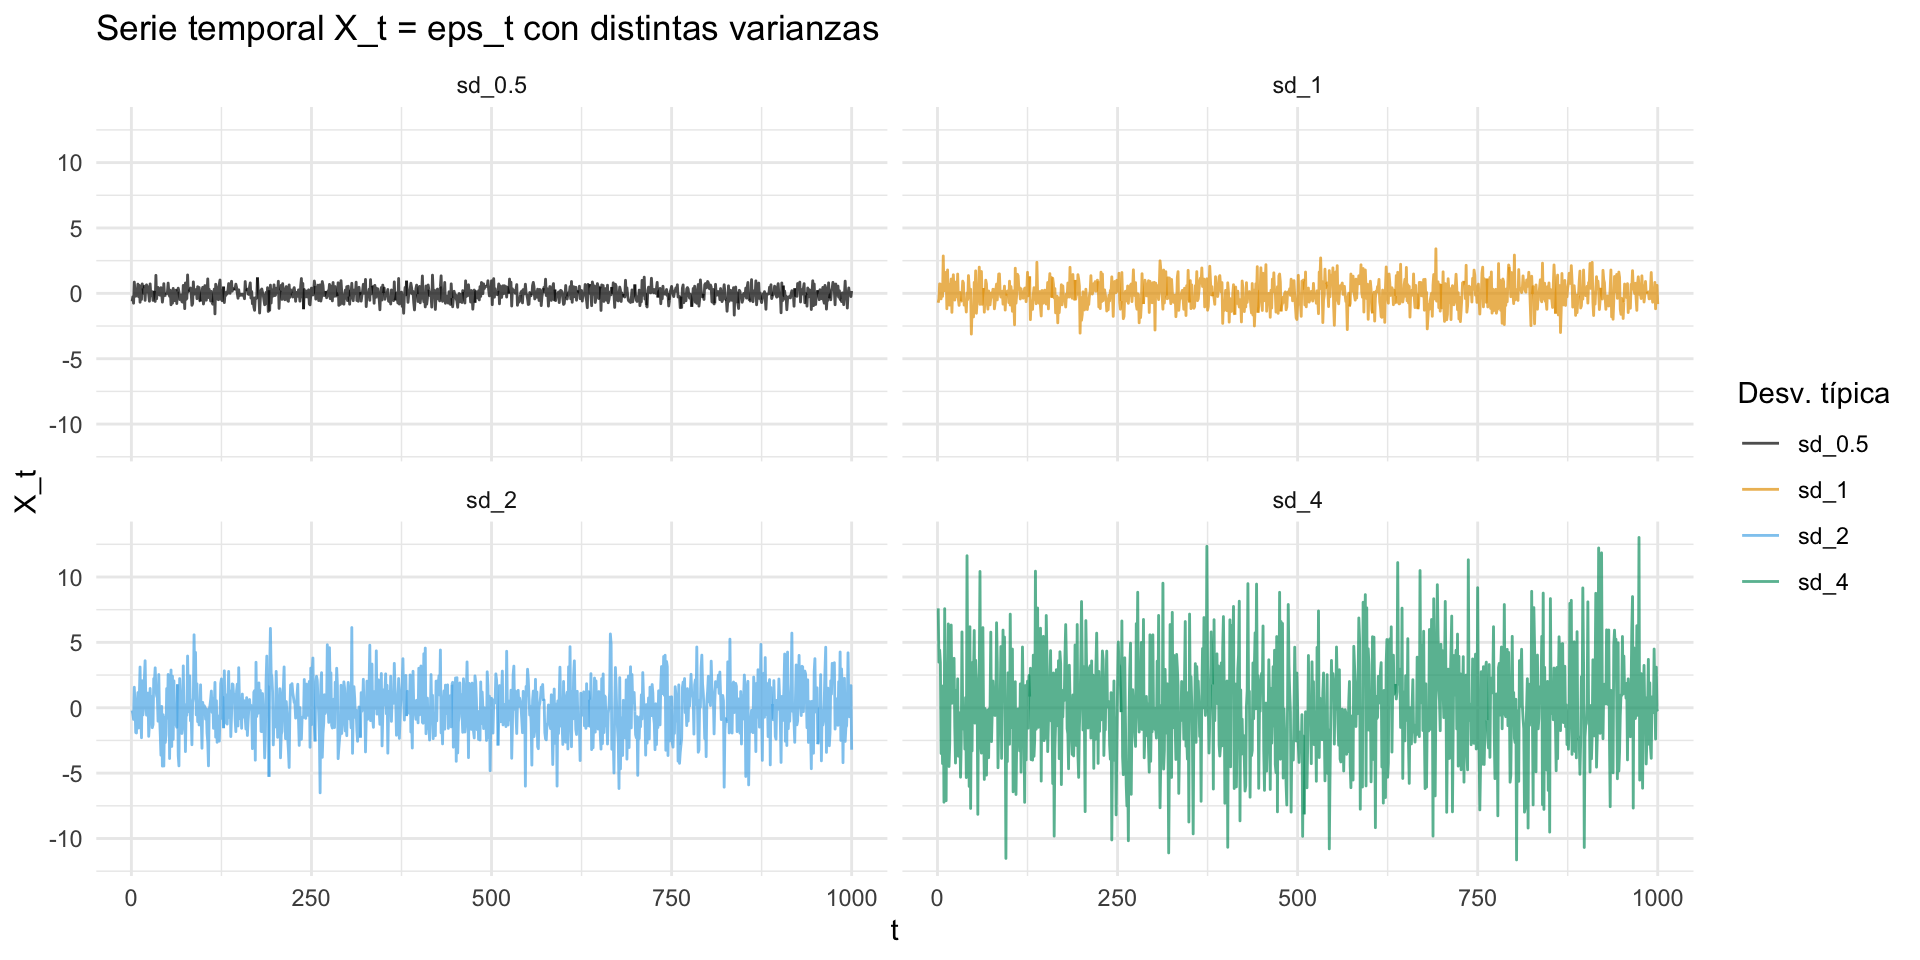 Serie temporal X_t = eps_t con distintas varianzas
sd_0.5
sd_1
10
5
0
-5
-10
X_t
sd_2
sd_4
10
5
0
-5
-10
0
250
500
750
1000
0
250
500
750
1000
t
Desv. típica
sd_0.5
sd_1
sd_2
sd_4